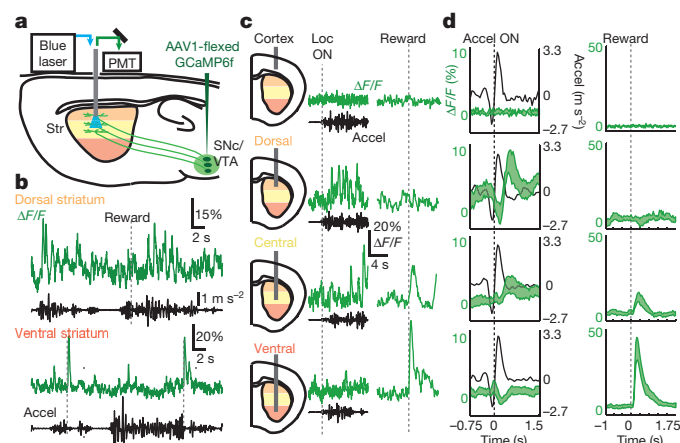 a
Blue
laser
PMT
AAV1-flexed
GCaMP6f
Str
SNc/
VTA
b
Dorsal striatum
ΔF/F
Reward
15%
2 s
1 m s⁻²
Ventral striatum
20%
2 s
Accel
c
Cortex
Loc
ON
Reward
ΔF/F
Accel
Dorsal
20%
ΔF/F
4 s
Central
Ventral
d
Accel ON
Reward
ΔF/F (%)
Accel (m s⁻²)
10
0
3.3
0
−2.7
50
0
10
0
3.3
0
−2.7
50
0
10
0
3.3
0
−2.7
50
0
10
0
3.3
0
−2.7
50
0
−0.75 0 1.5
Time (s)
−1 0 1.75
Time (s)